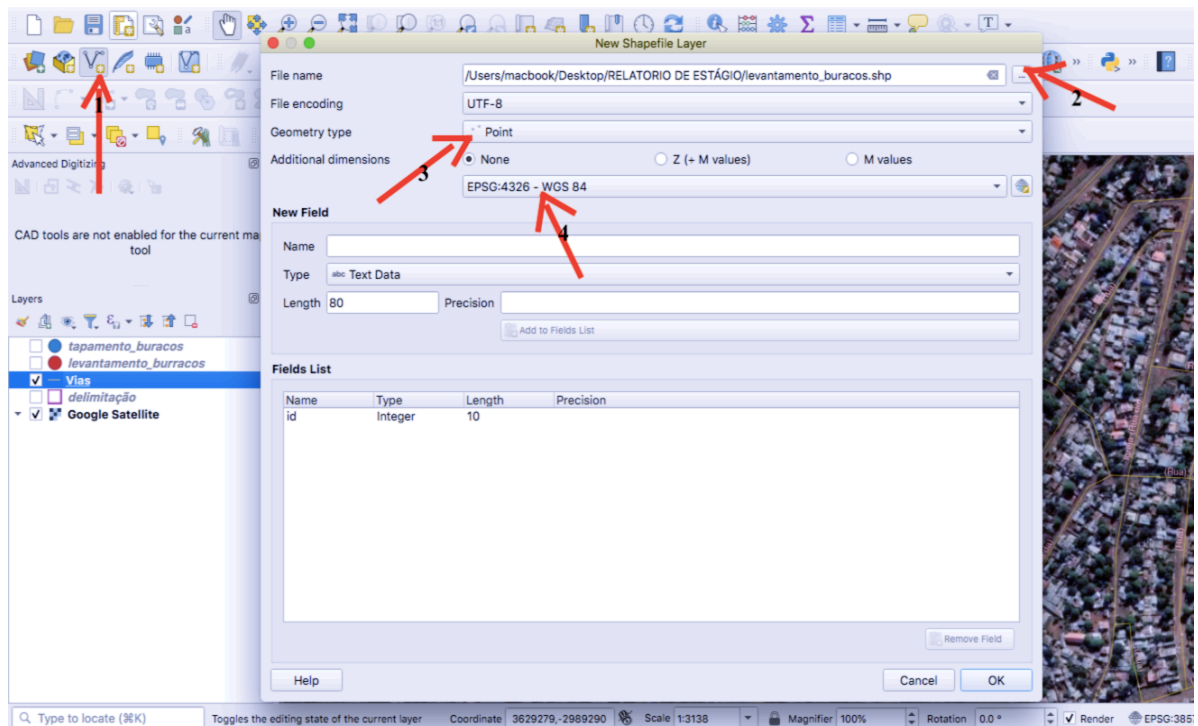 New Shapefile Layer
File name /Users/macbook/Desktop/RELATORIO DE ESTÁGIO/levantamento_buracos.shp ...
2
1
File encoding UTF-8
Geometry type Point
Additional dimensions None Z (+ M values) M values
3
EPSG:4326 - WGS 84
4
New Field
Name
Type abc Text Data
Length 80 Precision
Add to Fields List
Fields List
Name Type Length Precision
id Integer 10
Remove Field
Help Cancel OK
Advanced Digitizing
CAD tools are not enabled for the current ma
tool
Layers
tapamento_buracos
levantamento_burracos
Vias
delimitação
Google Satellite
(Rua)
Type to locate (⌘K) Toggles the editing state of the current layer Coordinate 3629279,-2989290 Scale 1:3138 Magnifier 100% Rotation 0.0 ° Render